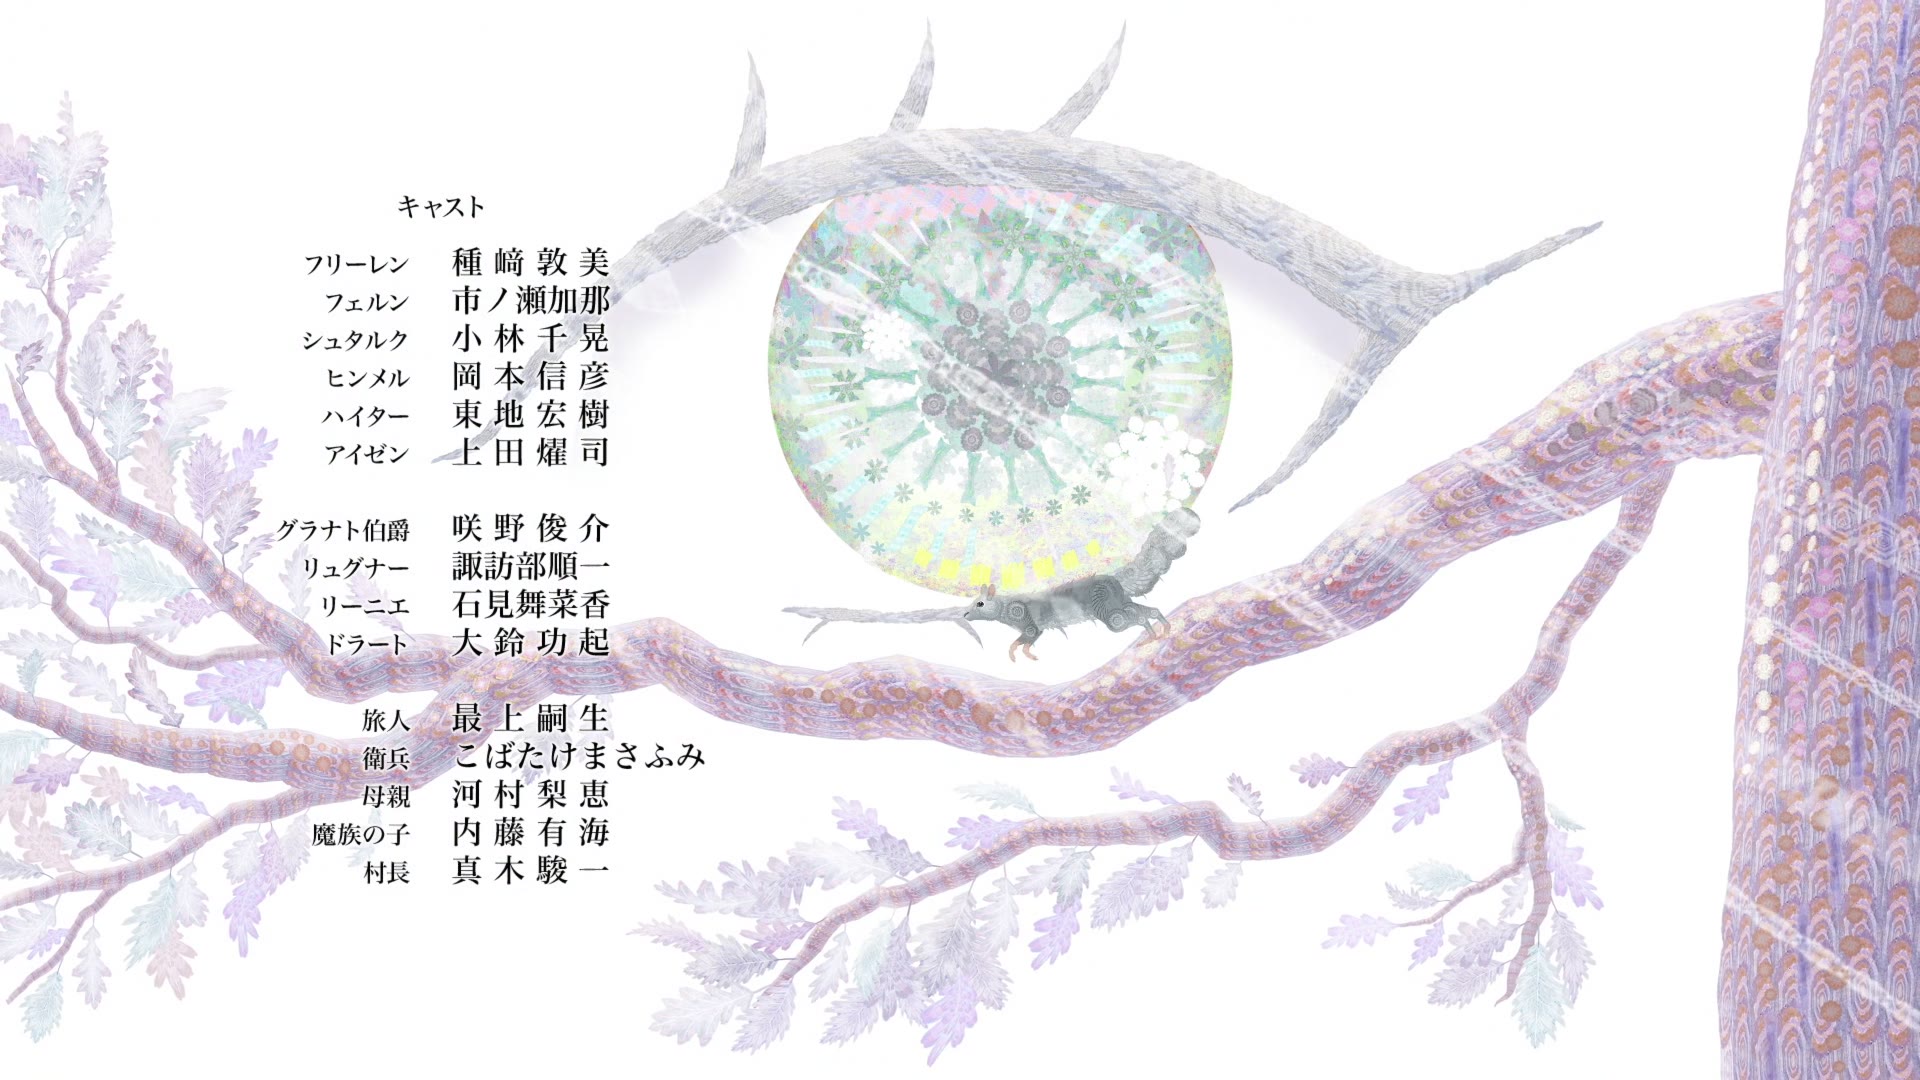 キャスト
フリーレン 種﨑敦美
フェルン 市ノ瀬加那
シュタルク 小林千晃
ヒンメル 岡本信彦
ハイター 東地宏樹
アイゼン 上田燿司
グラナト伯爵 咲野俊介
リュグナー 諏訪部順一
リーニエ 石見舞菜香
ドラート 大鈴功起
旅人 最上嗣生
衛兵 こばたけまさふみ
母親 河村梨恵
魔族の子 内藤有海
村長 真木駿一